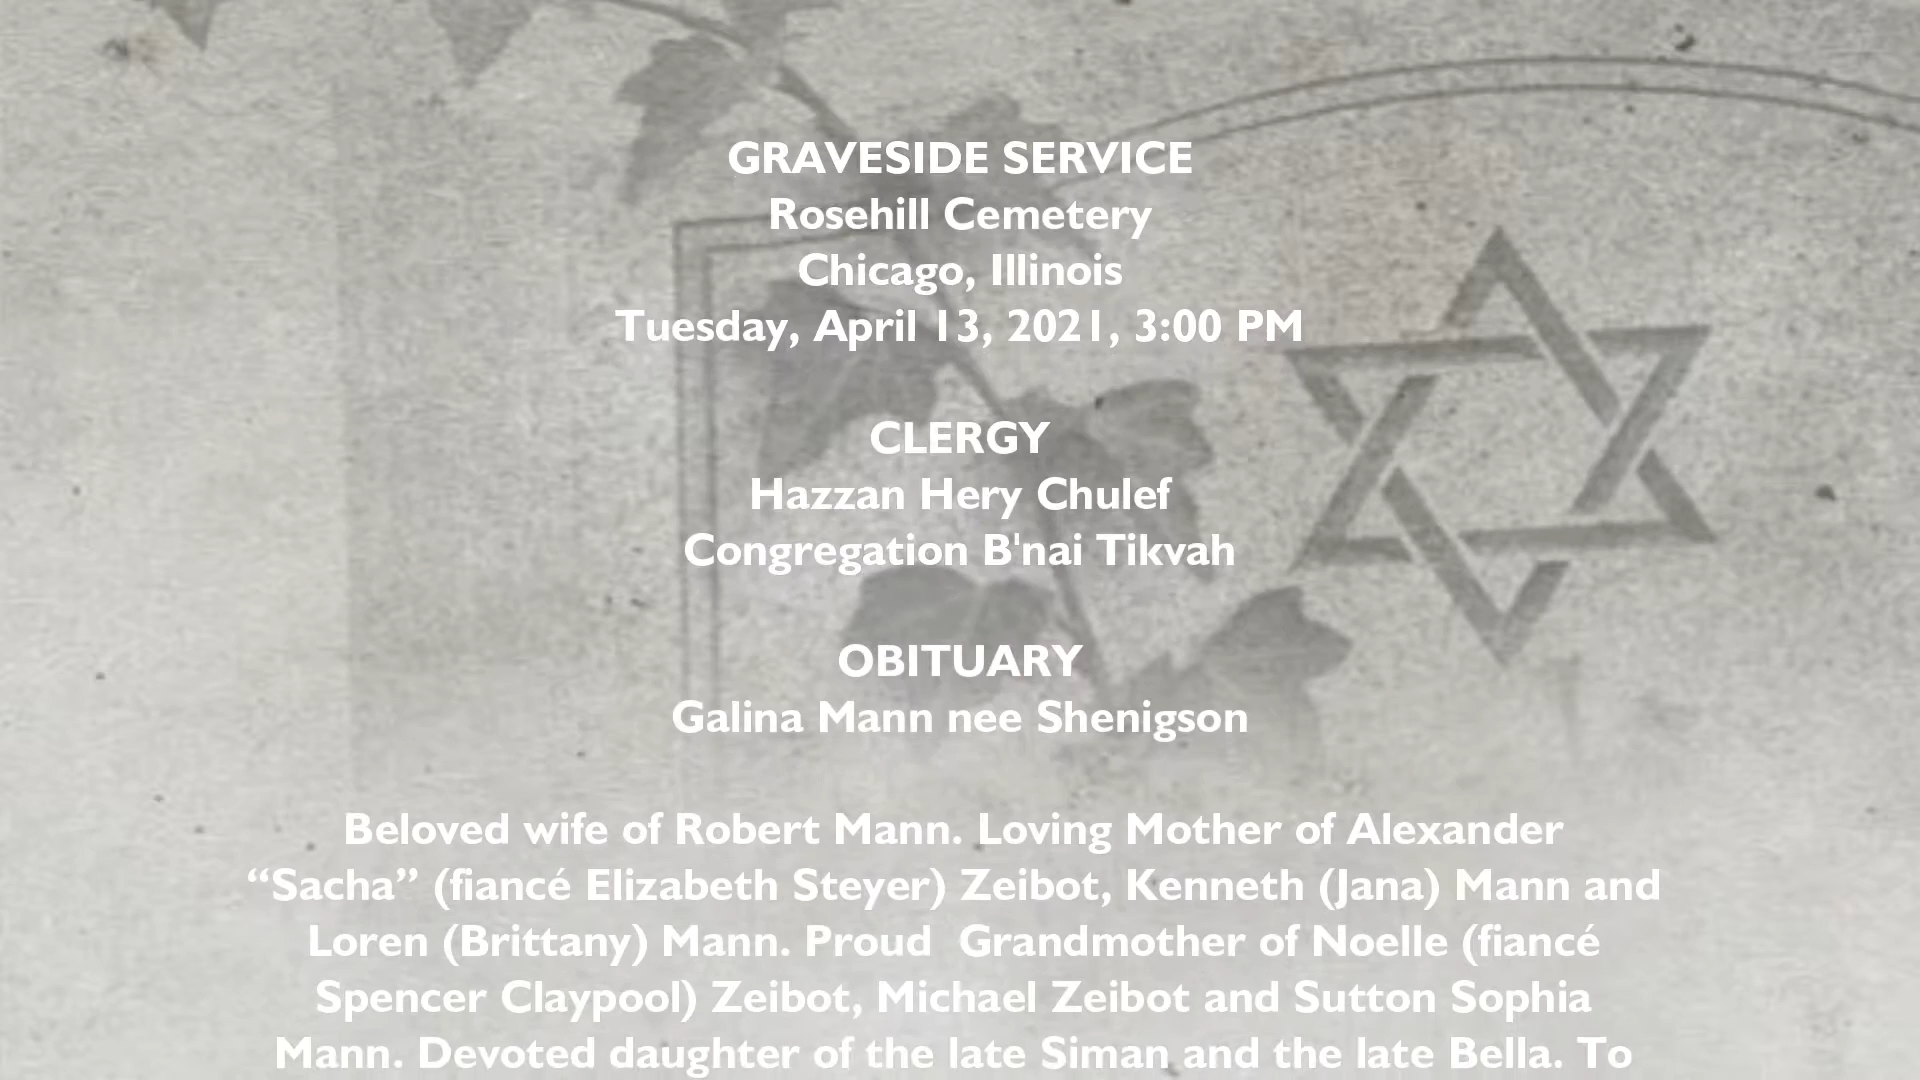 GRAVESIDE SERVICE
Rosehill Cemetery
Chicago, Illinois
Tuesday, April 13, 2021, 3:00 PM
CLERGY
Hazzan Hery Chulef
Congregation B'nai Tikvah
OBITUARY
Galina Mann nee Shenigson
Beloved wife of Robert Mann. Loving Mother of Alexander
“Sacha” (fiancé Elizabeth Steyer) Zeibot, Kenneth (Jana) Mann and
Loren (Brittany) Mann. Proud  Grandmother of Noelle (fiancé
Spencer Claypool) Zeibot, Michael Zeibot and Sutton Sophia
Mann. Devoted daughter of the late Siman and the late Bella. To